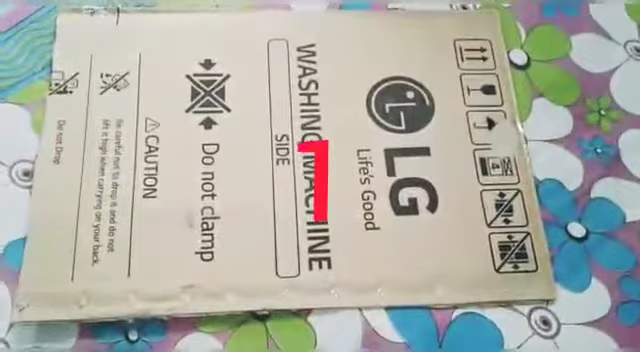 LG
Life's Good
WASHING MACHINE
SIDE
4
Do not clamp
CAUTION
Be careful not to drop it and do not
lift it high when carrying on your back.
Do not Drop